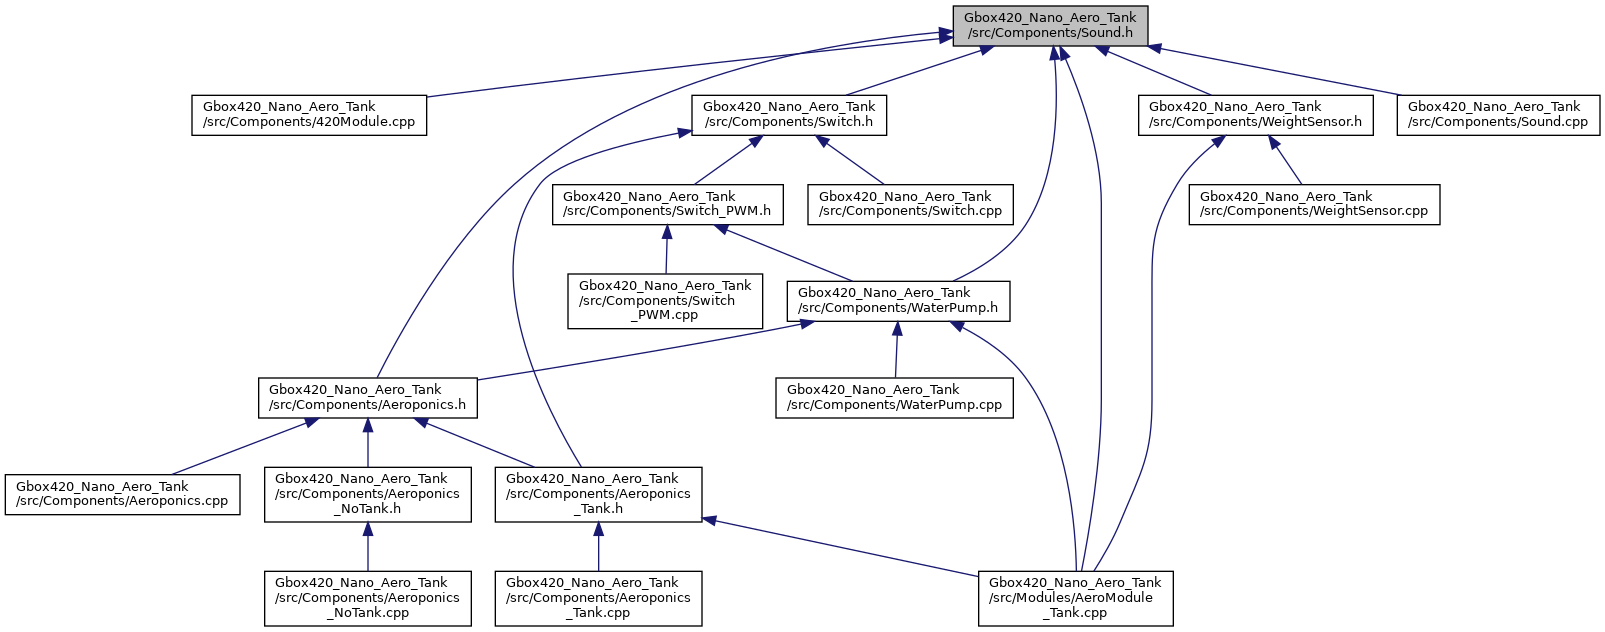 Gbox420_Nano_Aero_Tank
/src/Components/Sound.h
Gbox420_Nano_Aero_Tank
/src/Components/420Module.cpp
Gbox420_Nano_Aero_Tank
/src/Components/Switch.h
Gbox420_Nano_Aero_Tank
/src/Components/WeightSensor.h
Gbox420_Nano_Aero_Tank
/src/Components/Sound.cpp
Gbox420_Nano_Aero_Tank
/src/Components/Switch_PWM.h
Gbox420_Nano_Aero_Tank
/src/Components/Switch.cpp
Gbox420_Nano_Aero_Tank
/src/Components/WeightSensor.cpp
Gbox420_Nano_Aero_Tank
/src/Components/Switch
_PWM.cpp
Gbox420_Nano_Aero_Tank
/src/Components/WaterPump.h
Gbox420_Nano_Aero_Tank
/src/Components/Aeroponics.h
Gbox420_Nano_Aero_Tank
/src/Components/WaterPump.cpp
Gbox420_Nano_Aero_Tank
/src/Components/Aeroponics.cpp
Gbox420_Nano_Aero_Tank
/src/Components/Aeroponics
_NoTank.h
Gbox420_Nano_Aero_Tank
/src/Components/Aeroponics
_Tank.h
Gbox420_Nano_Aero_Tank
/src/Components/Aeroponics
_NoTank.cpp
Gbox420_Nano_Aero_Tank
/src/Components/Aeroponics
_Tank.cpp
Gbox420_Nano_Aero_Tank
/src/Modules/AeroModule
_Tank.cpp